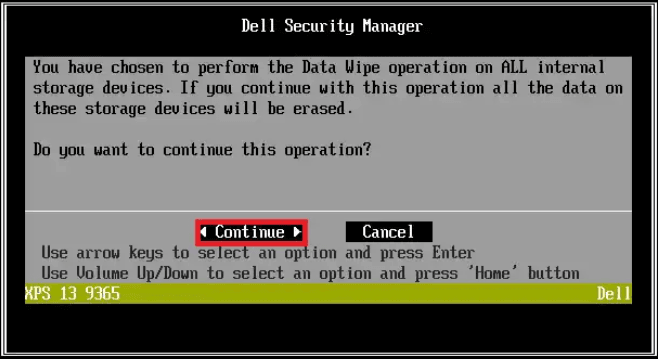 Dell Security Manager
You have chosen to perform the Data Wipe operation on ALL internal
storage devices. If you continue with this operation all the data on
these storage devices will be erased.
Do you want to continue this operation?
Continue Cancel
Use arrow keys to select an option and press Enter
Use Volume Up/Down to select an option and press 'Home' button
XPS 13 9365 Dell